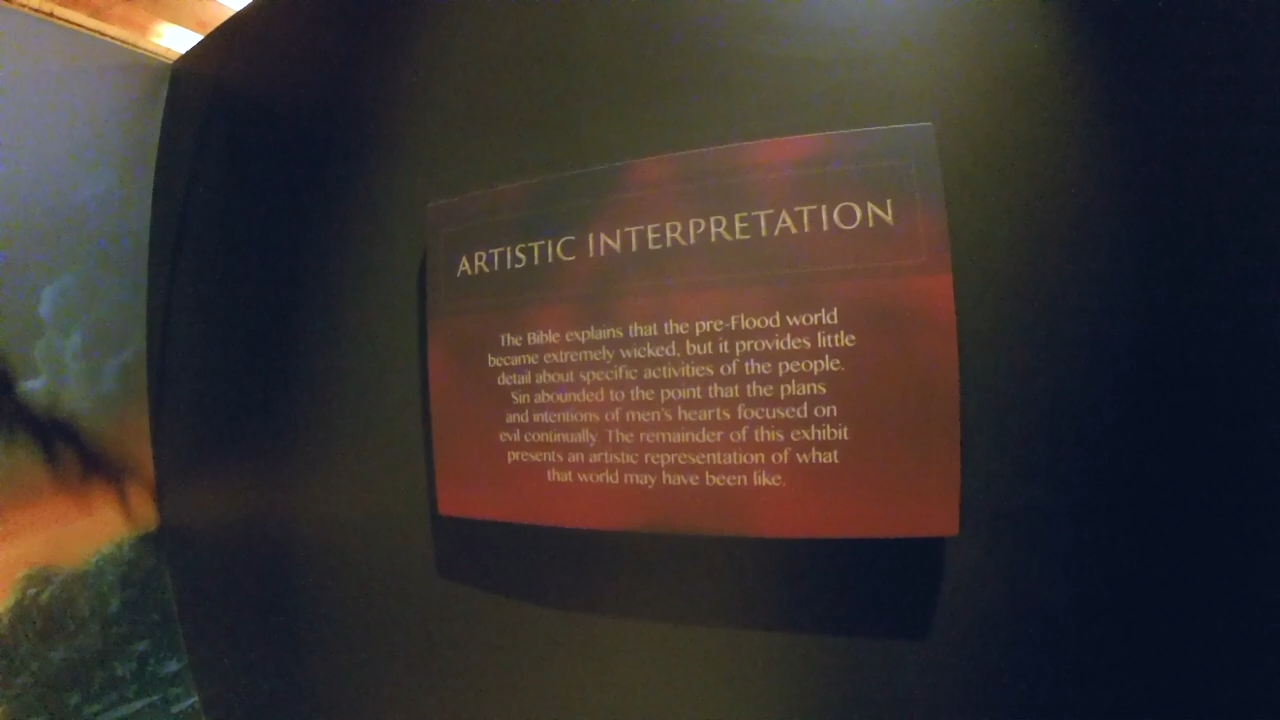 ARTISTIC INTERPRETATION
The Bible explains that the pre-Flood world
became extremely wicked, but it provides little
detail about specific activities of the people.
Sin abounded to the point that the plans
and intentions of men's hearts focused on
evil continually. The remainder of this exhibit
presents an artistic representation of what
that world may have been like.